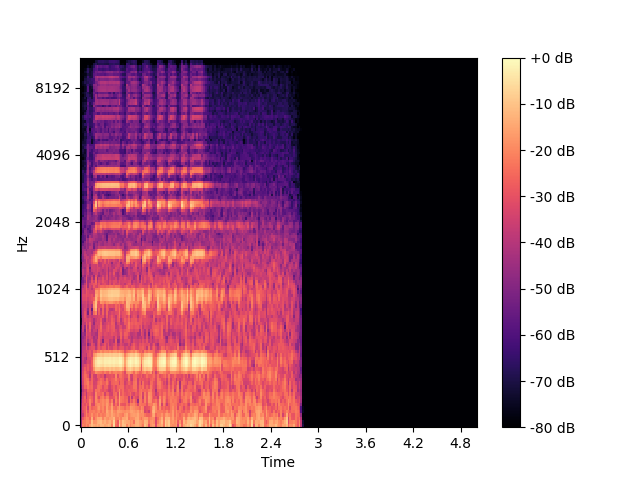 +0 dB
8192
-10 dB
4096
-20 dB
-30 dB
2048
Hz
-40 dB
1024
-50 dB
-60 dB
512
-70 dB
0
-80 dB
0 0.6 1.2 1.8 2.4 3 3.6 4.2 4.8
Time